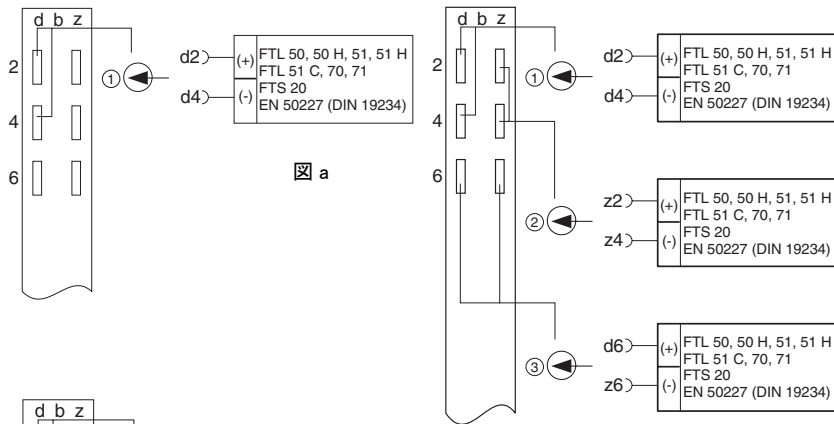 d b z
2
4
6
①
d2
d4
(+)
(-)
FTL 50, 50 H, 51, 51 H
FTL 51 C, 70, 71
FTS 20
EN 50227 (DIN 19234)
図 a
d b z
2
4
6
①
d2
d4
(+)
(-)
FTL 50, 50 H, 51, 51 H
FTL 51 C, 70, 71
FTS 20
EN 50227 (DIN 19234)
②
z2
z4
(+)
(-)
FTL 50, 50 H, 51, 51 H
FTL 51 C, 70, 71
FTS 20
EN 50227 (DIN 19234)
③
d6
z6
(+)
(-)
FTL 50, 50 H, 51, 51 H
FTL 51 C, 70, 71
FTS 20
EN 50227 (DIN 19234)
d b z